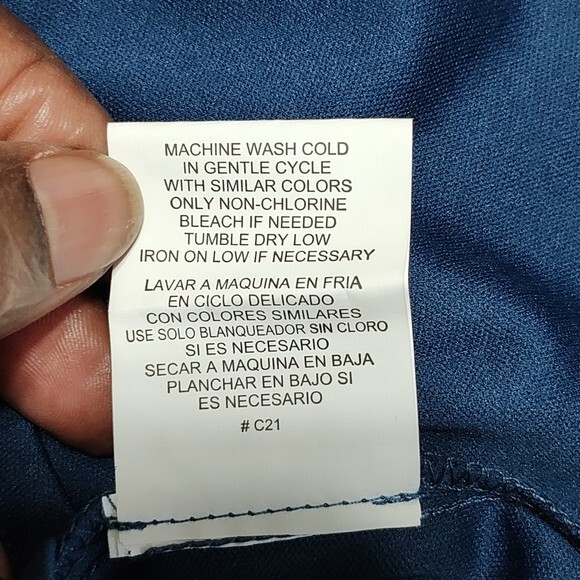 MACHINE WASH COLD
IN GENTLE CYCLE
WITH SIMILAR COLORS
ONLY NON-CHLORINE
BLEACH IF NEEDED
TUMBLE DRY LOW
IRON ON LOW IF NECESSARY
LAVAR A MAQUINA EN FRIA
EN CICLO DELICADO
CON COLORES SIMILARES
USE SOLO BLANQUEADOR SIN CLORO
SI ES NECESARIO
SECAR A MAQUINA EN BAJA
PLANCHAR EN BAJO SI
ES NECESARIO
# C21